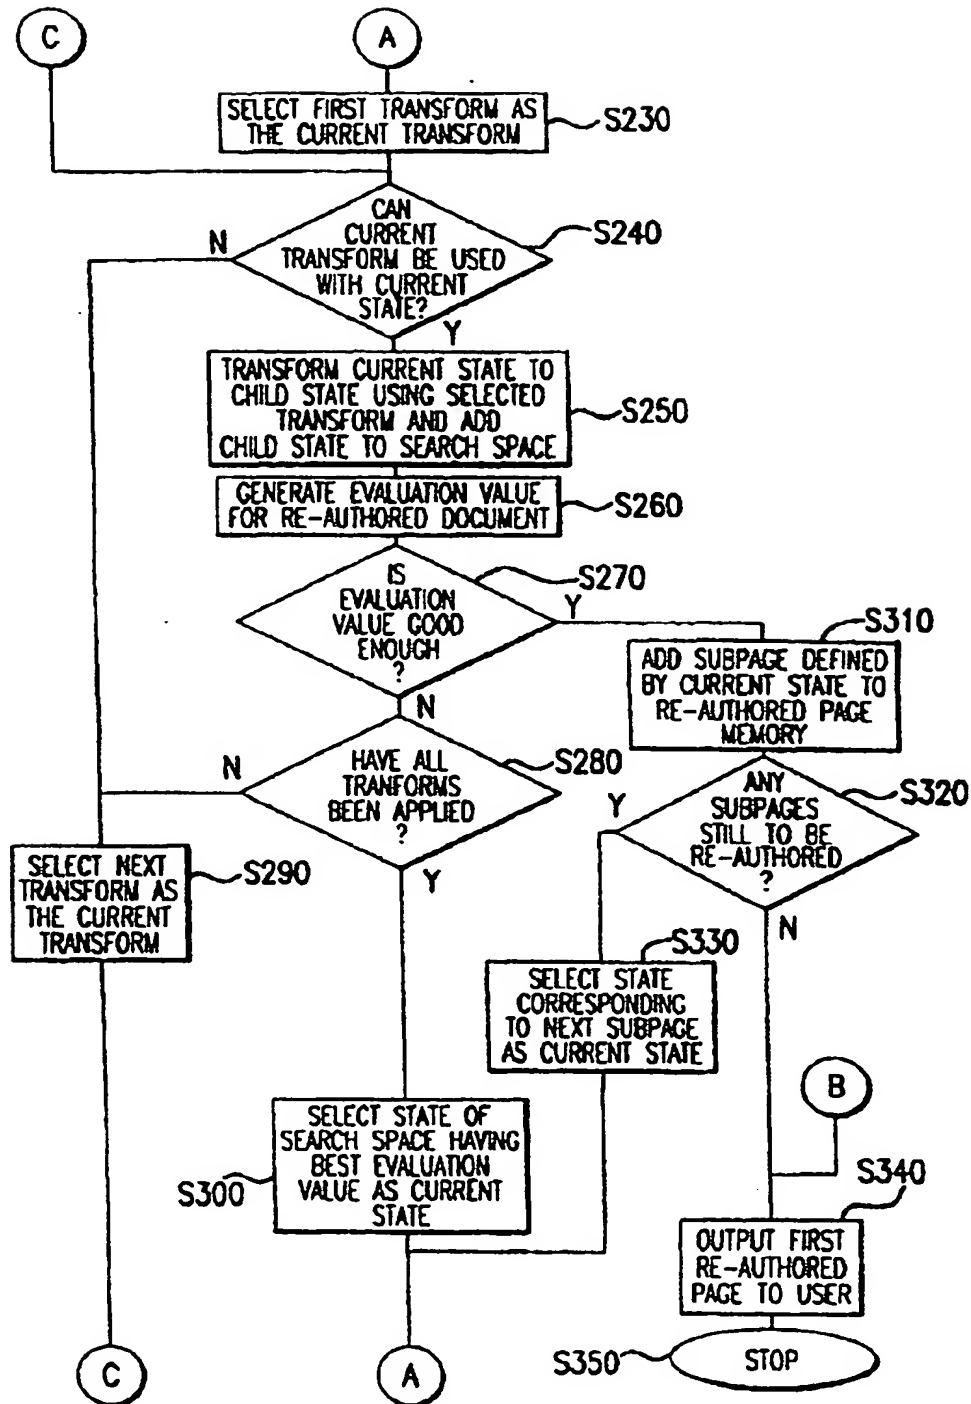 C
A
SELECT FIRST TRANSFORM AS
THE CURRENT TRANSFORM
S230
CAN
CURRENT
TRANSFORM BE USED
WITH CURRENT
STATE?
S240
N
Y
TRANSFORM CURRENT STATE TO
CHILD STATE USING SELECTED
TRANSFORM AND ADD
CHILD STATE TO SEARCH SPACE
S250
GENERATE EVALUATION VALUE
FOR RE-AUTHORED DOCUMENT
S260
IS
EVALUATION
VALUE GOOD
ENOUGH
?
S270
Y
N
S310
ADD SUBPAGE DEFINED
BY CURRENT STATE TO
RE-AUTHORED PAGE
MEMORY
HAVE ALL
TRANFORMS
BEEN APPLIED
?
S280
N
Y
ANY
SUBPAGES
STILL TO BE
RE-AUTHORED
?
S320
Y
N
SELECT NEXT
TRANSFORM AS
THE CURRENT
TRANSFORM
S290
S330
SELECT STATE
CORRESPONDING
TO NEXT SUBPAGE
AS CURRENT STATE
B
SELECT STATE OF
SEARCH SPACE HAVING
BEST EVALUATION
VALUE AS CURRENT
STATE
S300
S340
OUTPUT FIRST
RE-AUTHORED
PAGE TO USER
C
A
S350
STOP